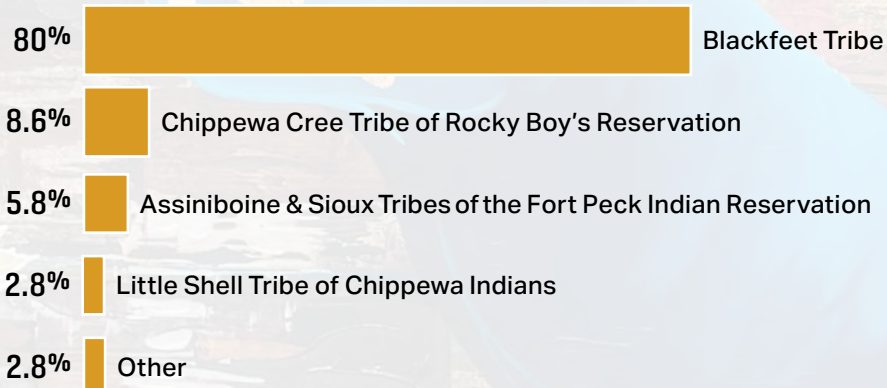 80% Blackfeet Tribe
8.6% Chippewa Cree Tribe of Rocky Boy's Reservation
5.8% Assiniboine & Sioux Tribes of the Fort Peck Indian Reservation
2.8% Little Shell Tribe of Chippewa Indians
2.8% Other